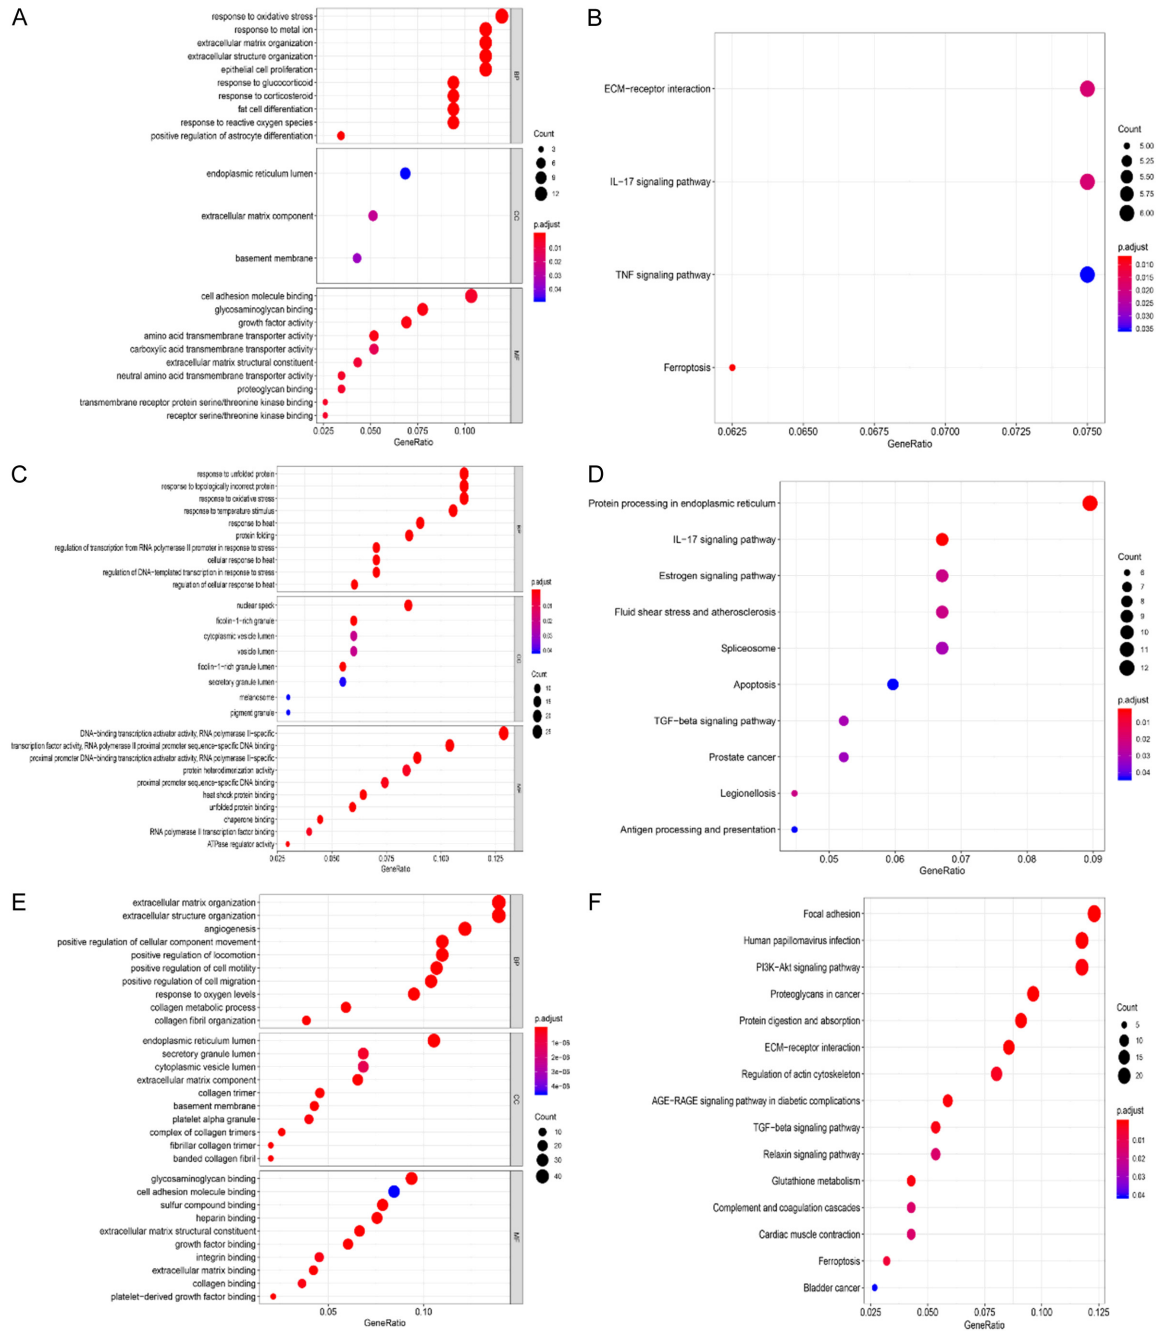 A
response to oxidative stress
response to metal ion
extracellular matrix organization
extracellular structure organization
epithelial cell proliferation
response to glucocorticoid
response to corticosteroid
fat cell differentiation
response to reactive oxygen species
positive regulation of astrocyte differentiation
BP
endoplasmic reticulum lumen
extracellular matrix component
basement membrane
CC
cell adhesion molecule binding
glycosaminoglycan binding
growth factor activity
amino acid transmembrane transporter activity
carboxylic acid transmembrane transporter activity
extracellular matrix structural constituent
neutral amino acid transmembrane transporter activity
proteoglycan binding
transmembrane receptor protein serine/threonine kinase binding
receptor serine/threonine kinase binding
MF
0.025 0.050 0.075 0.100
GeneRatio
Count
3
6
9
12
p.adjust
0.01
0.02
0.03
0.04
B
ECM−receptor interaction
IL−17 signaling pathway
TNF signaling pathway
Ferroptosis
0.0625 0.0650 0.0675 0.0700 0.0725 0.0750
GeneRatio
Count
5.00
5.25
5.50
5.75
6.00
p.adjust
0.010
0.015
0.020
0.025
0.030
0.035
C
response to unfolded protein
response to topologically incorrect protein
response to oxidative stress
response to temperature stimulus
response to heat
protein folding
regulation of transcription from RNA polymerase II promoter in response to stress
cellular response to heat
regulation of DNA−templated transcription in response to stress
regulation of cellular response to heat
BP
nuclear speck
ficolin−1−rich granule
cytoplasmic vesicle lumen
vesicle lumen
ficolin−1−rich granule lumen
secretory granule lumen
melanosome
pigment granule
CC
DNA−binding transcription activator activity, RNA polymerase II−specific
transcription factor activity, RNA polymerase II proximal promoter sequence−specific DNA binding
proximal promoter DNA−binding transcription activator activity, RNA polymerase II−specific
protein heterodimerization activity
proximal promoter sequence−specific DNA binding
heat shock protein binding
unfolded protein binding
chaperone binding
RNA polymerase II transcription factor binding
ATPase regulator activity
MF
0.025 0.050 0.075 0.100 0.125
GeneRatio
p.adjust
0.01
0.02
0.03
0.04
Count
10
15
20
25
D
Protein processing in endoplasmic reticulum
IL−17 signaling pathway
Estrogen signaling pathway
Fluid shear stress and atherosclerosis
Spliceosome
Apoptosis
TGF−beta signaling pathway
Prostate cancer
Legionellosis
Antigen processing and presentation
0.05 0.06 0.07 0.08 0.09
GeneRatio
Count
6
7
8
9
10
11
12
p.adjust
0.01
0.02
0.03
0.04
E
extracellular matrix organization
extracellular structure organization
angiogenesis
positive regulation of cellular component movement
positive regulation of locomotion
positive regulation of cell motility
positive regulation of cell migration
response to oxygen levels
collagen metabolic process
collagen fibril organization
BP
endoplasmic reticulum lumen
secretory granule lumen
cytoplasmic vesicle lumen
extracellular matrix component
collagen trimer
basement membrane
platelet alpha granule
complex of collagen trimers
fibrillar collagen trimer
banded collagen fibril
CC
glycosaminoglycan binding
cell adhesion molecule binding
sulfur compound binding
heparin binding
extracellular matrix structural constituent
growth factor binding
integrin binding
extracellular matrix binding
collagen binding
platelet−derived growth factor binding
MF
0.05 0.10
GeneRatio
p.adjust
Count
10
20
30
40
F
Focal adhesion
Human papillomavirus infection
PI3K−Akt signaling pathway
Proteoglycans in cancer
Protein digestion and absorption
ECM−receptor interaction
Regulation of actin cytoskeleton
AGE−RAGE signaling pathway in diabetic complications
TGF−beta signaling pathway
Relaxin signaling pathway
Glutathione metabolism
Complement and coagulation cascades
Cardiac muscle contraction
Ferroptosis
Bladder cancer
0.025 0.050 0.075 0.100 0.125
GeneRatio
Count
5
10
15
20
p.adjust
0.01
0.02
0.03
0.04